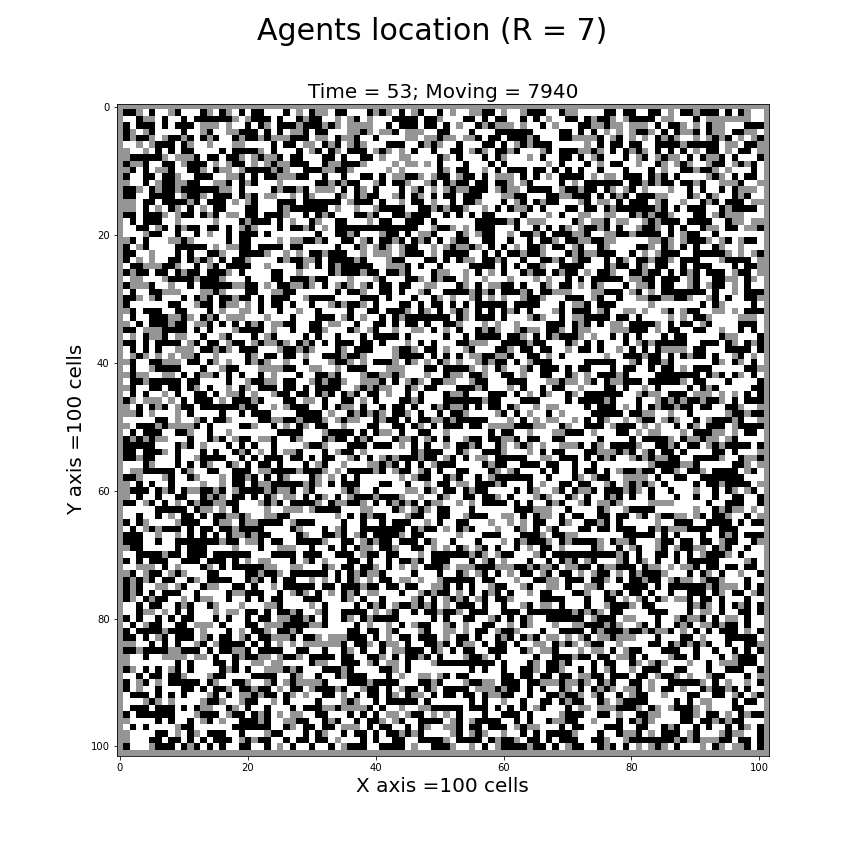 Agents location (R = 7)
Time = 53; Moving = 7940
0
20
40
60
80
100
Y axis =100 cells
0 20 40 60 80 100
X axis =100 cells